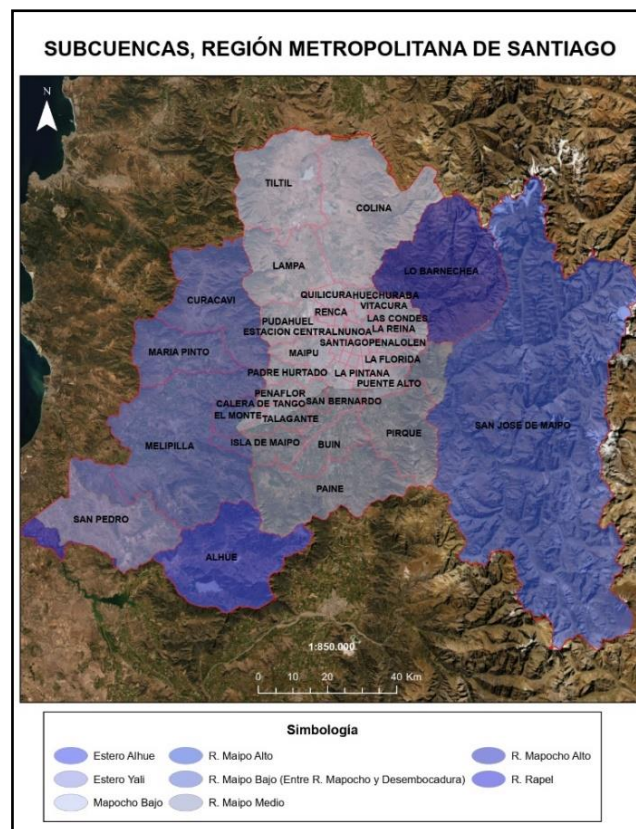 SUBCUENCAS, REGIÓN METROPOLITANA DE SANTIAGO
N
TILTIL
COLINA
LAMPA
LO BARNECHEA
CURACAVI
QUILICURA HUECHURABA
VITACURA
RENCA
LAS CONDES
PUDAHUEL
ESTACION CENTRAL NUNOA LA REINA
SANTIAGO PENALOLEN
MARIA PINTO
MAIPU
LA FLORIDA
PADRE HURTADO LA PINTANA
PUENTE ALTO
PENAFLOR
CALERA DE TANGO SAN BERNARDO
EL MONTE
TALAGANTE
SAN JOSE DE MAIPO
PIRQUE
MELIPILLA
ISLA DE MAIPO
BUIN
PAINE
SAN PEDRO
ALHUE
1:850.000
0 10 20 40 Km
Simbología
Estero Alhue
Estero Yali
Mapocho Bajo
R. Maipo Alto
R. Maipo Bajo (Entre R. Mapocho y Desembocadura)
R. Maipo Medio
R. Mapocho Alto
R. Rapel